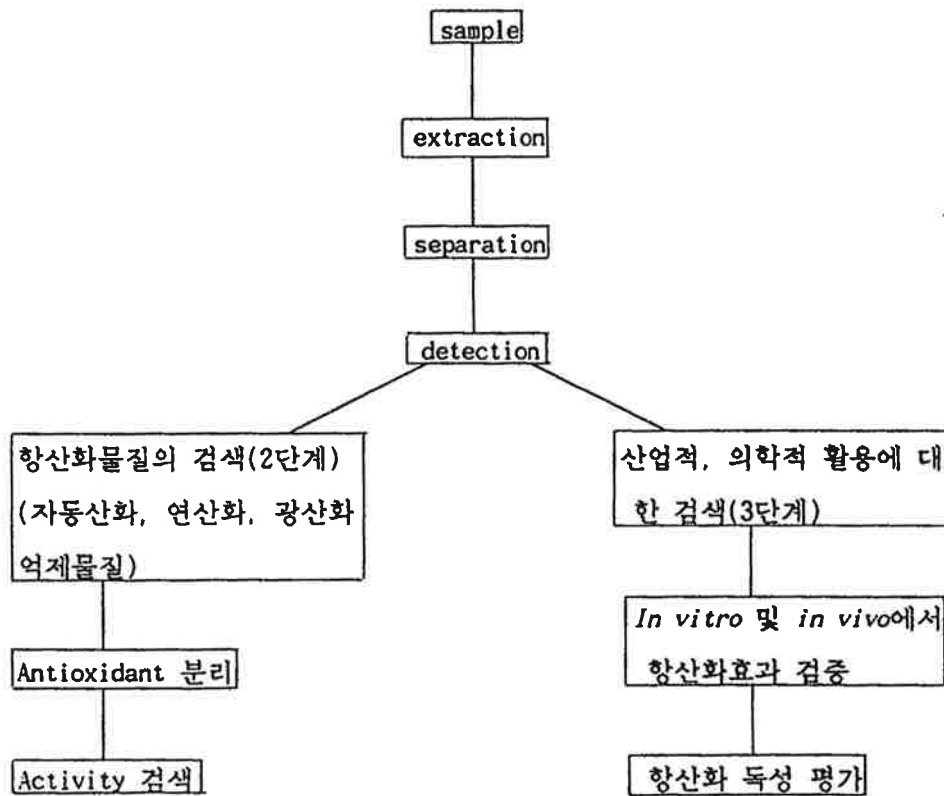 sample
extraction
separation
detection
항산화물질의 검색(2단계)
(자동산화, 연산화, 광산화
억제물질)
Antioxidant 분리
Activity 검색
산업적, 의학적 활용에 대
한 검색(3단계)
In vitro 및 in vivo에서
항산화효과 검증
항산화 독성 평가